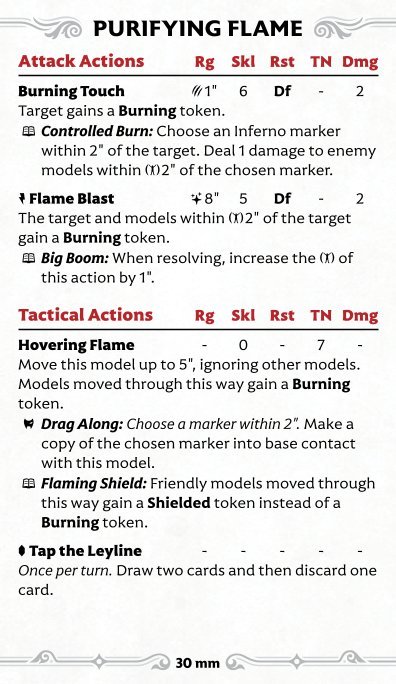 PURIFYING FLAME
Attack Actions Rg Skl Rst TN Dmg
Burning Touch 1" 6 Df - 2
Target gains a Burning token.
Controlled Burn: Choose an Inferno marker
within 2" of the target. Deal 1 damage to enemy
models within 2" of the chosen marker.
Flame Blast 8" 5 Df - 2
The target and models within 2" of the target
gain a Burning token.
Big Boom: When resolving, increase the of
this action by 1".
Tactical Actions Rg Skl Rst TN Dmg
Hovering Flame - 0 - 7 -
Move this model up to 5", ignoring other models.
Models moved through this way gain a Burning
token.
Drag Along: Choose a marker within 2". Make a
copy of the chosen marker into base contact
with this model.
Flaming Shield: Friendly models moved through
this way gain a Shielded token instead of a
Burning token.
Tap the Leyline - - - - -
Once per turn. Draw two cards and then discard one
card.
30 mm